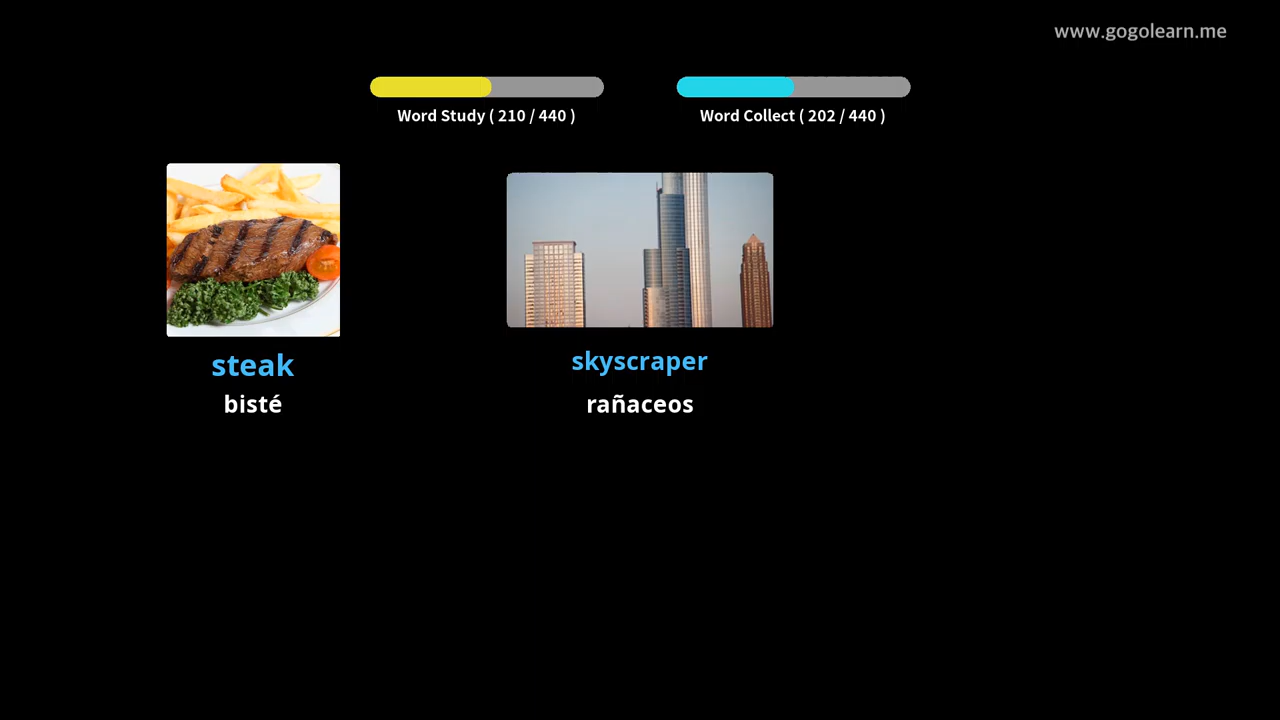 www.gogolearn.me
Word Study ( 210 / 440 )
Word Collect ( 202 / 440 )
steak
bisté
skyscraper
rañaceos